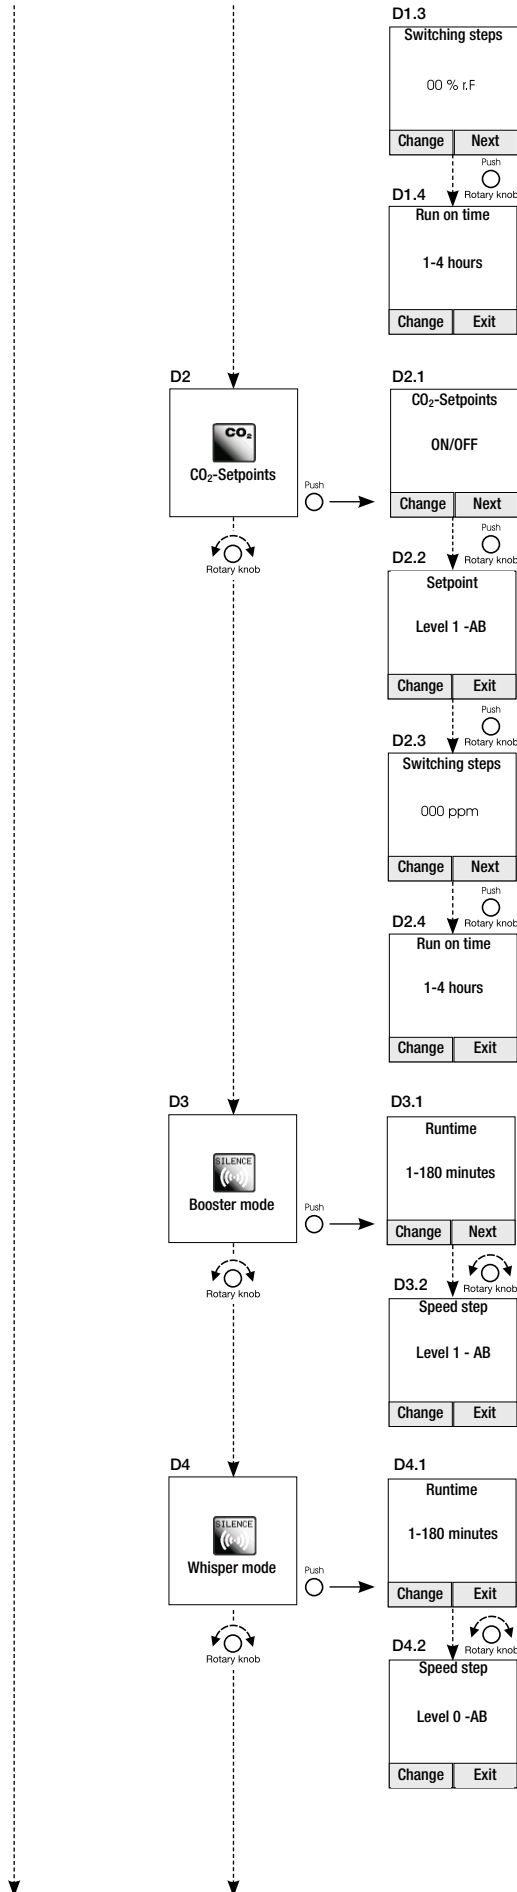 D1.3
Switching steps
00 % r.F
Change Next
Push
Rotary knob
D1.4
Run on time
1-4 hours
Change Exit
D2
CO₂
CO₂-Setpoints
Push
Rotary knob
D2.1
CO₂-Setpoints
ON/OFF
Change Next
Push
Rotary knob
D2.2
Setpoint
Level 1 -AB
Change Exit
Push
Rotary knob
D2.3
Switching steps
000 ppm
Change Next
Push
Rotary knob
D2.4
Run on time
1-4 hours
Change Exit
D3
SILENCE
Booster mode
Push
Rotary knob
D3.1
Runtime
1-180 minutes
Change Next
Rotary knob
D3.2
Speed step
Level 1 - AB
Change Exit
D4
SILENCE
Whisper mode
Push
Rotary knob
D4.1
Runtime
1-180 minutes
Change Exit
Rotary knob
D4.2
Speed step
Level 0 -AB
Change Exit